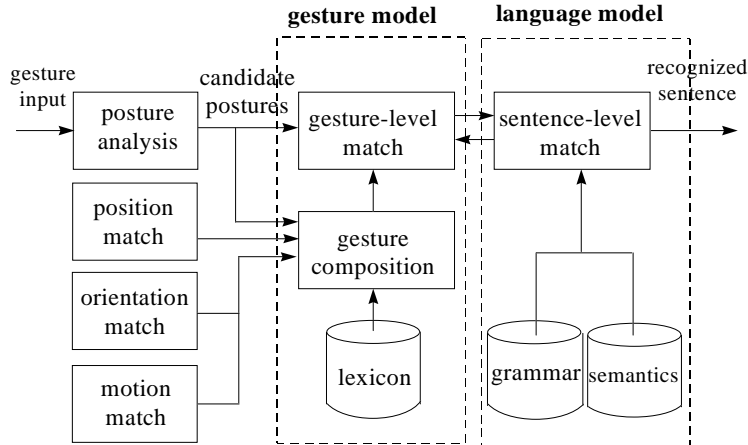 gesture model
language model
gesture
input
candidate
postures
recognized
sentence
posture
analysis
gesture-level
match
sentence-level
match
position
match
gesture
composition
orientation
match
motion
match
lexicon
grammar
semantics